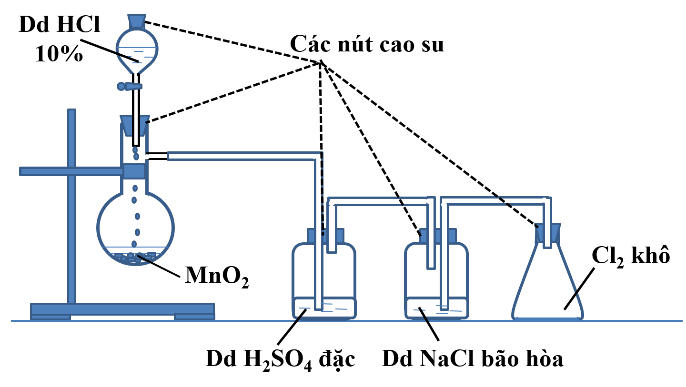 Dd HCl
10%
Các nút cao su
MnO₂
Cl₂ khô
Dd H₂SO₄ đặc
Dd NaCl bão hòa